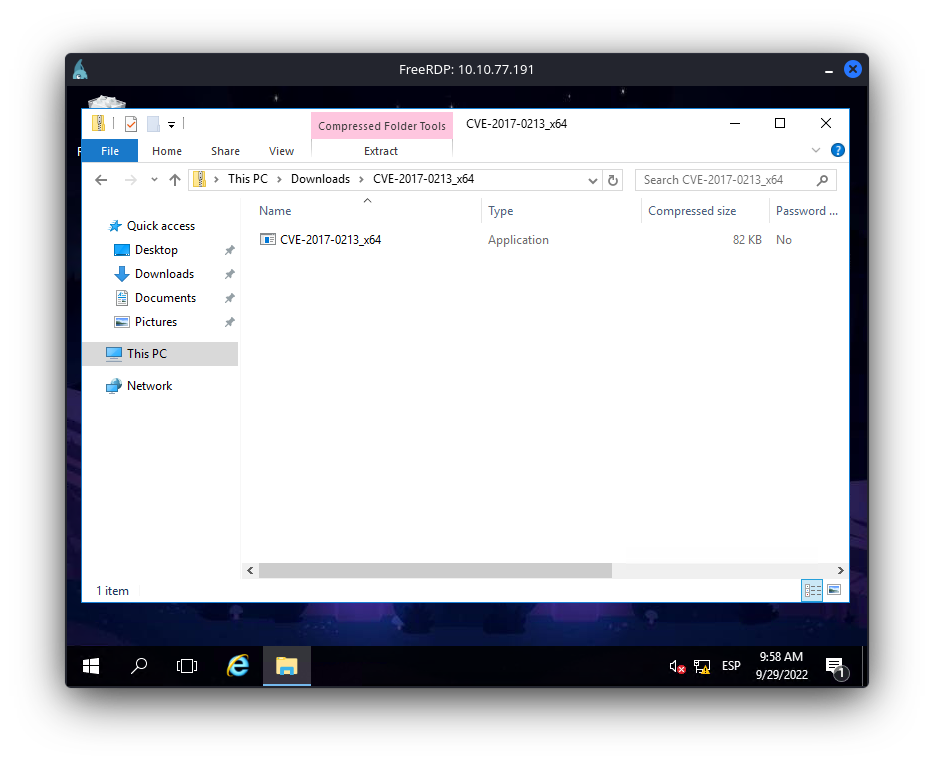 FreeRDP: 10.10.77.191
Compressed Folder Tools
CVE-2017-0213_x64
File
Home
Share
View
Extract
This PC
Downloads
CVE-2017-0213_x64
Search CVE-2017-0213_x64
Name
Type
Compressed size
Password ...
CVE-2017-0213_x64
Application
82 KB
No
Quick access
Desktop
Downloads
Documents
Pictures
This PC
Network
1 item
ESP
9:58 AM
9/29/2022
1